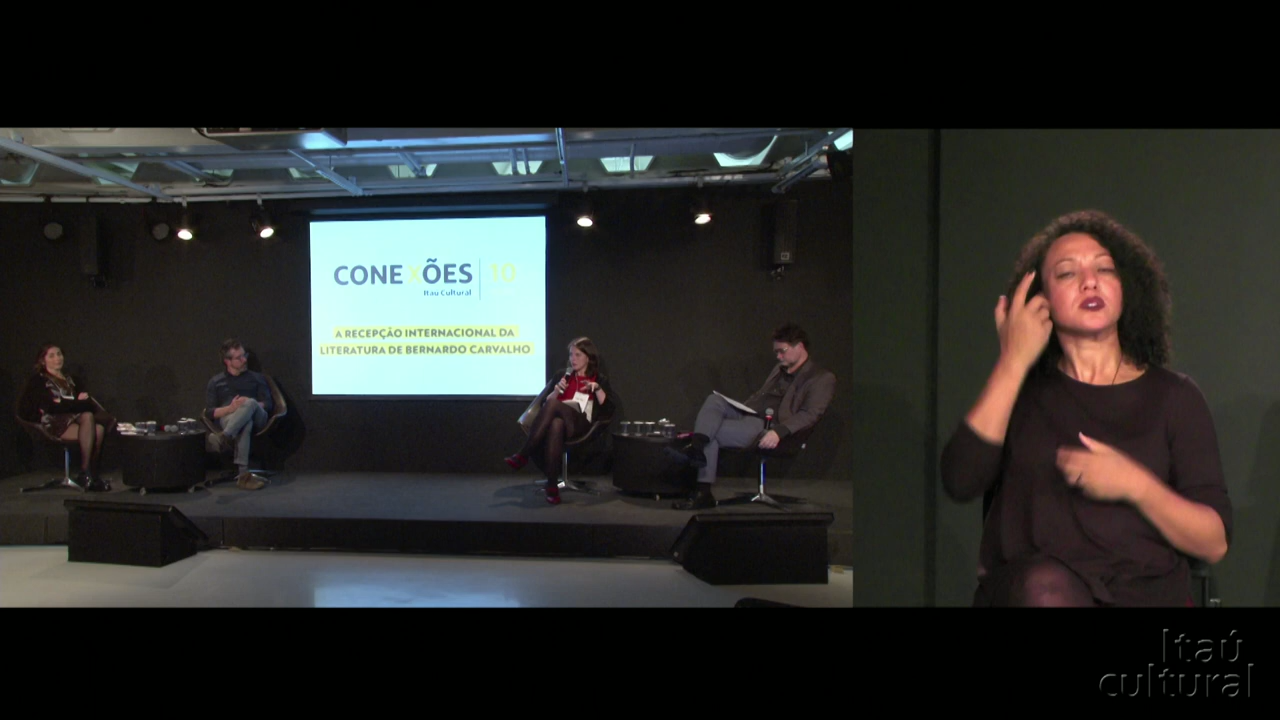 CONEXÕES 10
Itaú Cultural
A RECEPÇÃO INTERNACIONAL DA
LITERATURA DE BERNARDO CARVALHO
Itaú
cultural